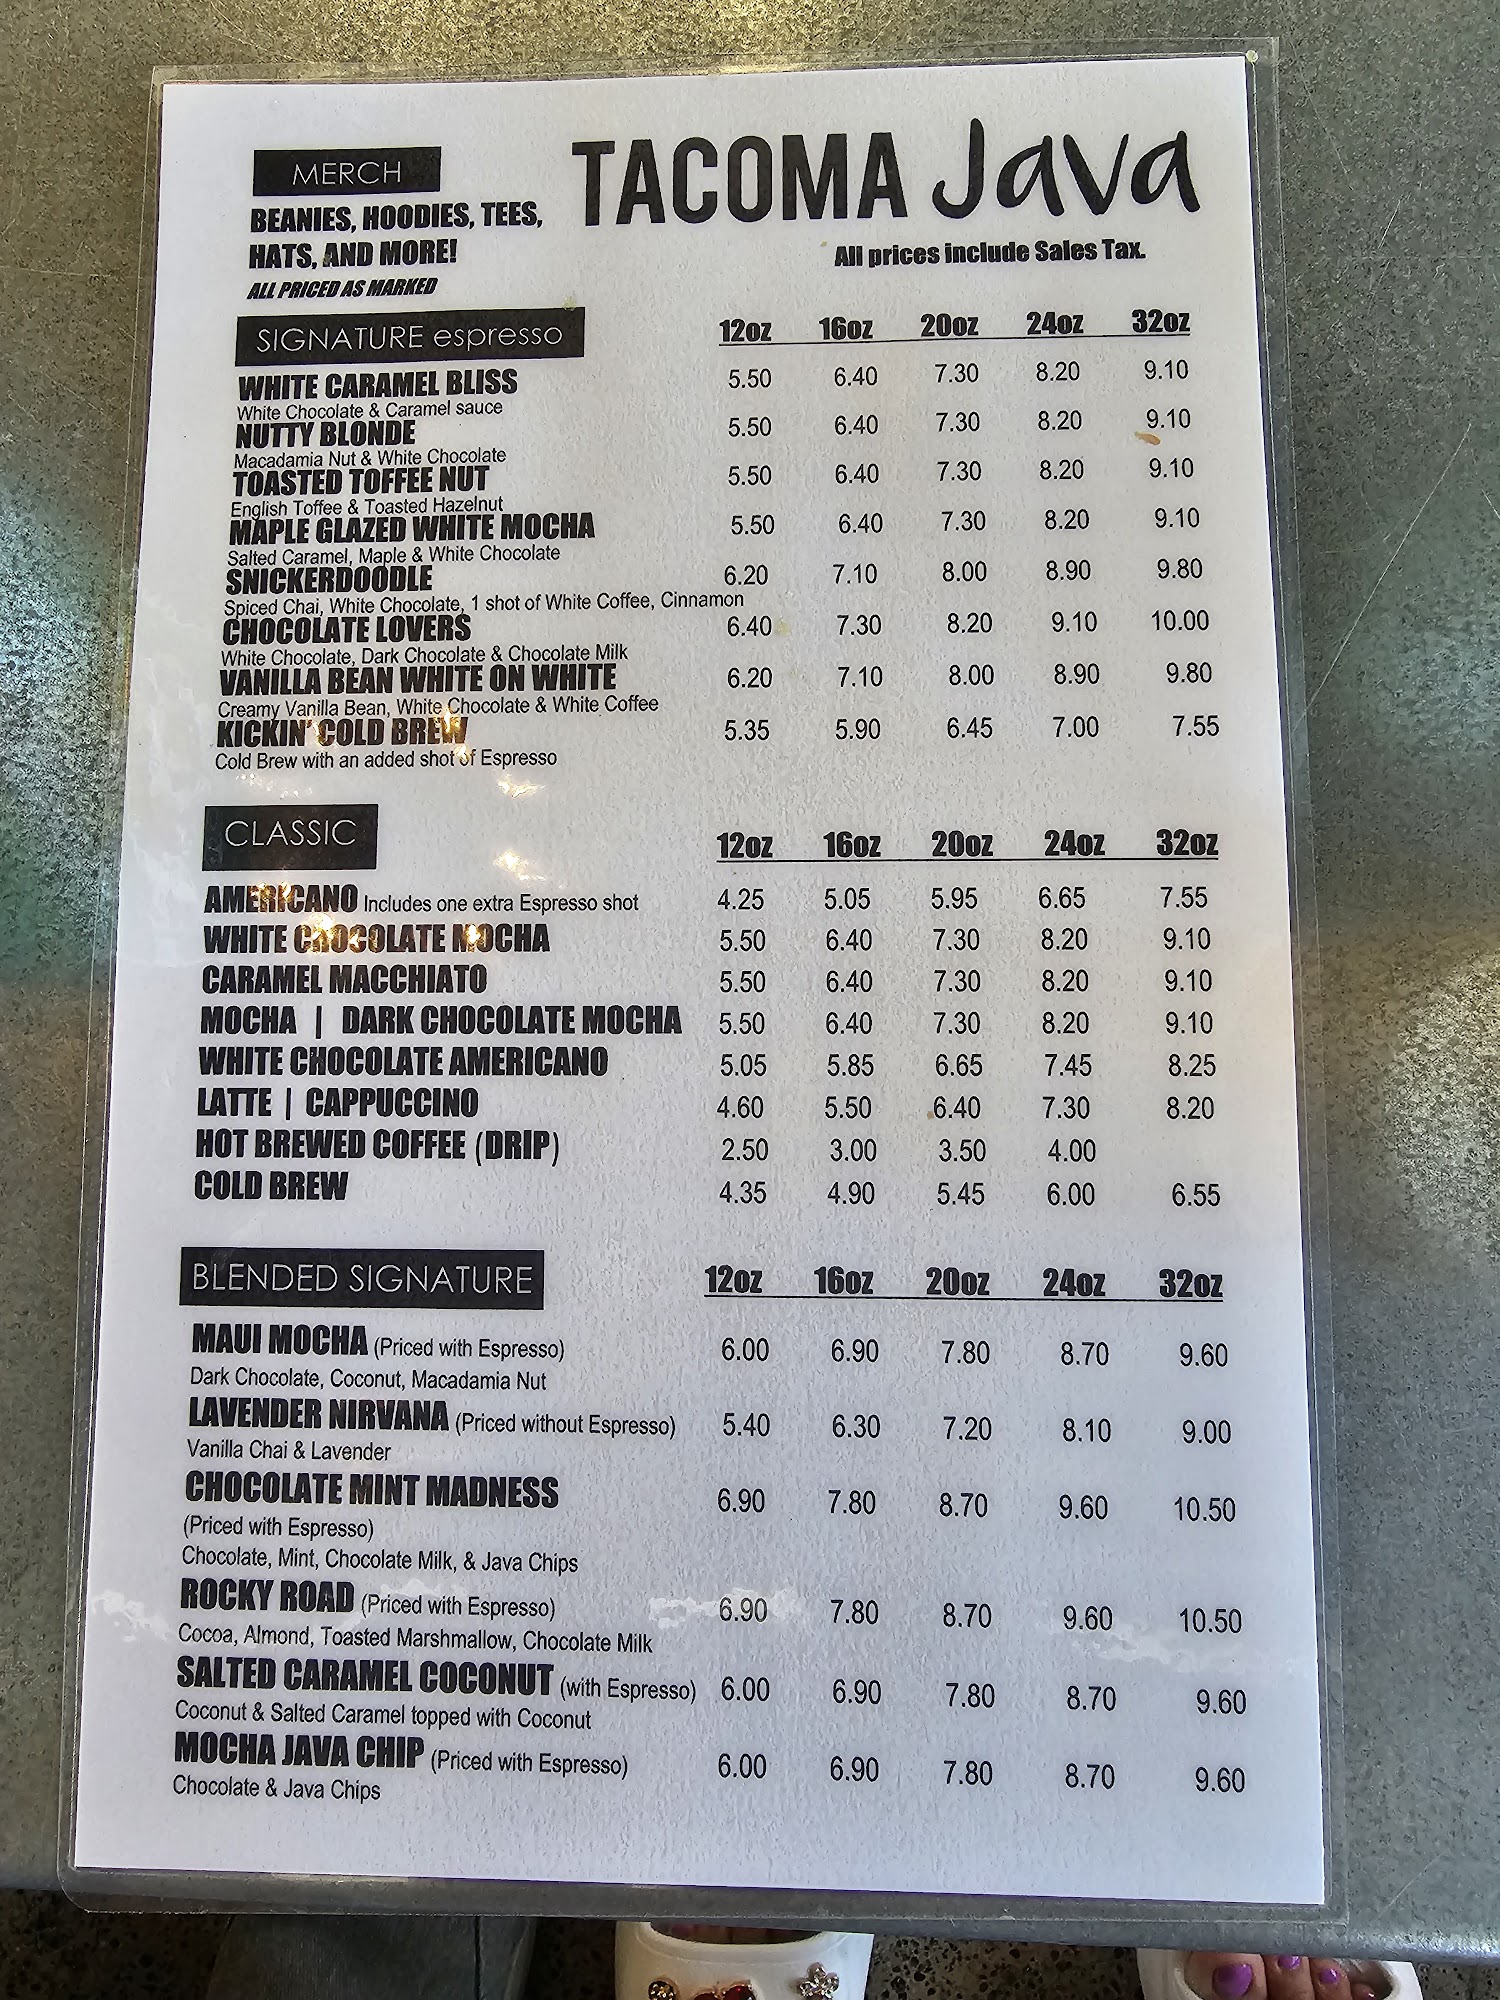 MERCH
TACOMA Java
BEANIES, HOODIES, TEES,
HATS, AND MORE!
All prices include Sales Tax.
ALL PRICED AS MARKED
SIGNATURE espresso 12oz 16oz 20oz 24oz 32oz
WHITE CARAMEL BLISS 5.50 6.40 7.30 8.20 9.10
White Chocolate & Caramel sauce
NUTTY BLONDE 5.50 6.40 7.30 8.20 9.10
Macadamia Nut & White Chocolate
TOASTED TOFFEE NUT 5.50 6.40 7.30 8.20 9.10
English Toffee & Toasted Hazelnut
MAPLE GLAZED WHITE MOCHA 5.50 6.40 7.30 8.20 9.10
Salted Caramel, Maple & White Chocolate
SNICKERDOODLE 6.20 7.10 8.00 8.90 9.80
Spiced Chai, White Chocolate, 1 shot of White Coffee, Cinnamon
CHOCOLATE LOVERS 6.40 7.30 8.20 9.10 10.00
White Chocolate, Dark Chocolate & Chocolate Milk
VANILLA BEAN WHITE ON WHITE 6.20 7.10 8.00 8.90 9.80
Creamy Vanilla Bean, White Chocolate & White Coffee
KICKIN' COLD BREW 5.35 5.90 6.45 7.00 7.55
Cold Brew with an added shot of Espresso
CLASSIC 12oz 16oz 20oz 24oz 32oz
AMERICANO Includes one extra Espresso shot 4.25 5.05 5.95 6.65 7.55
WHITE CHOCOLATE MOCHA 5.50 6.40 7.30 8.20 9.10
CARAMEL MACCHIATO 5.50 6.40 7.30 8.20 9.10
MOCHA | DARK CHOCOLATE MOCHA 5.50 6.40 7.30 8.20 9.10
WHITE CHOCOLATE AMERICANO 5.05 5.85 6.65 7.45 8.25
LATTE | CAPPUCCINO 4.60 5.50 6.40 7.30 8.20
HOT BREWED COFFEE (DRIP) 2.50 3.00 3.50 4.00
COLD BREW 4.35 4.90 5.45 6.00 6.55
BLENDED SIGNATURE 12oz 16oz 20oz 24oz 32oz
MAUI MOCHA (Priced with Espresso) 6.00 6.90 7.80 8.70 9.60
Dark Chocolate, Coconut, Macadamia Nut
LAVENDER NIRVANA (Priced without Espresso) 5.40 6.30 7.20 8.10 9.00
Vanilla Chai & Lavender
CHOCOLATE MINT MADNESS 6.90 7.80 8.70 9.60 10.50
(Priced with Espresso)
Chocolate, Mint, Chocolate Milk, & Java Chips
ROCKY ROAD (Priced with Espresso) 6.90 7.80 8.70 9.60 10.50
Cocoa, Almond, Toasted Marshmallow, Chocolate Milk
SALTED CARAMEL COCONUT (with Espresso) 6.00 6.90 7.80 8.70 9.60
Coconut & Salted Caramel topped with Coconut
MOCHA JAVA CHIP (Priced with Espresso) 6.00 6.90 7.80 8.70 9.60
Chocolate & Java Chips